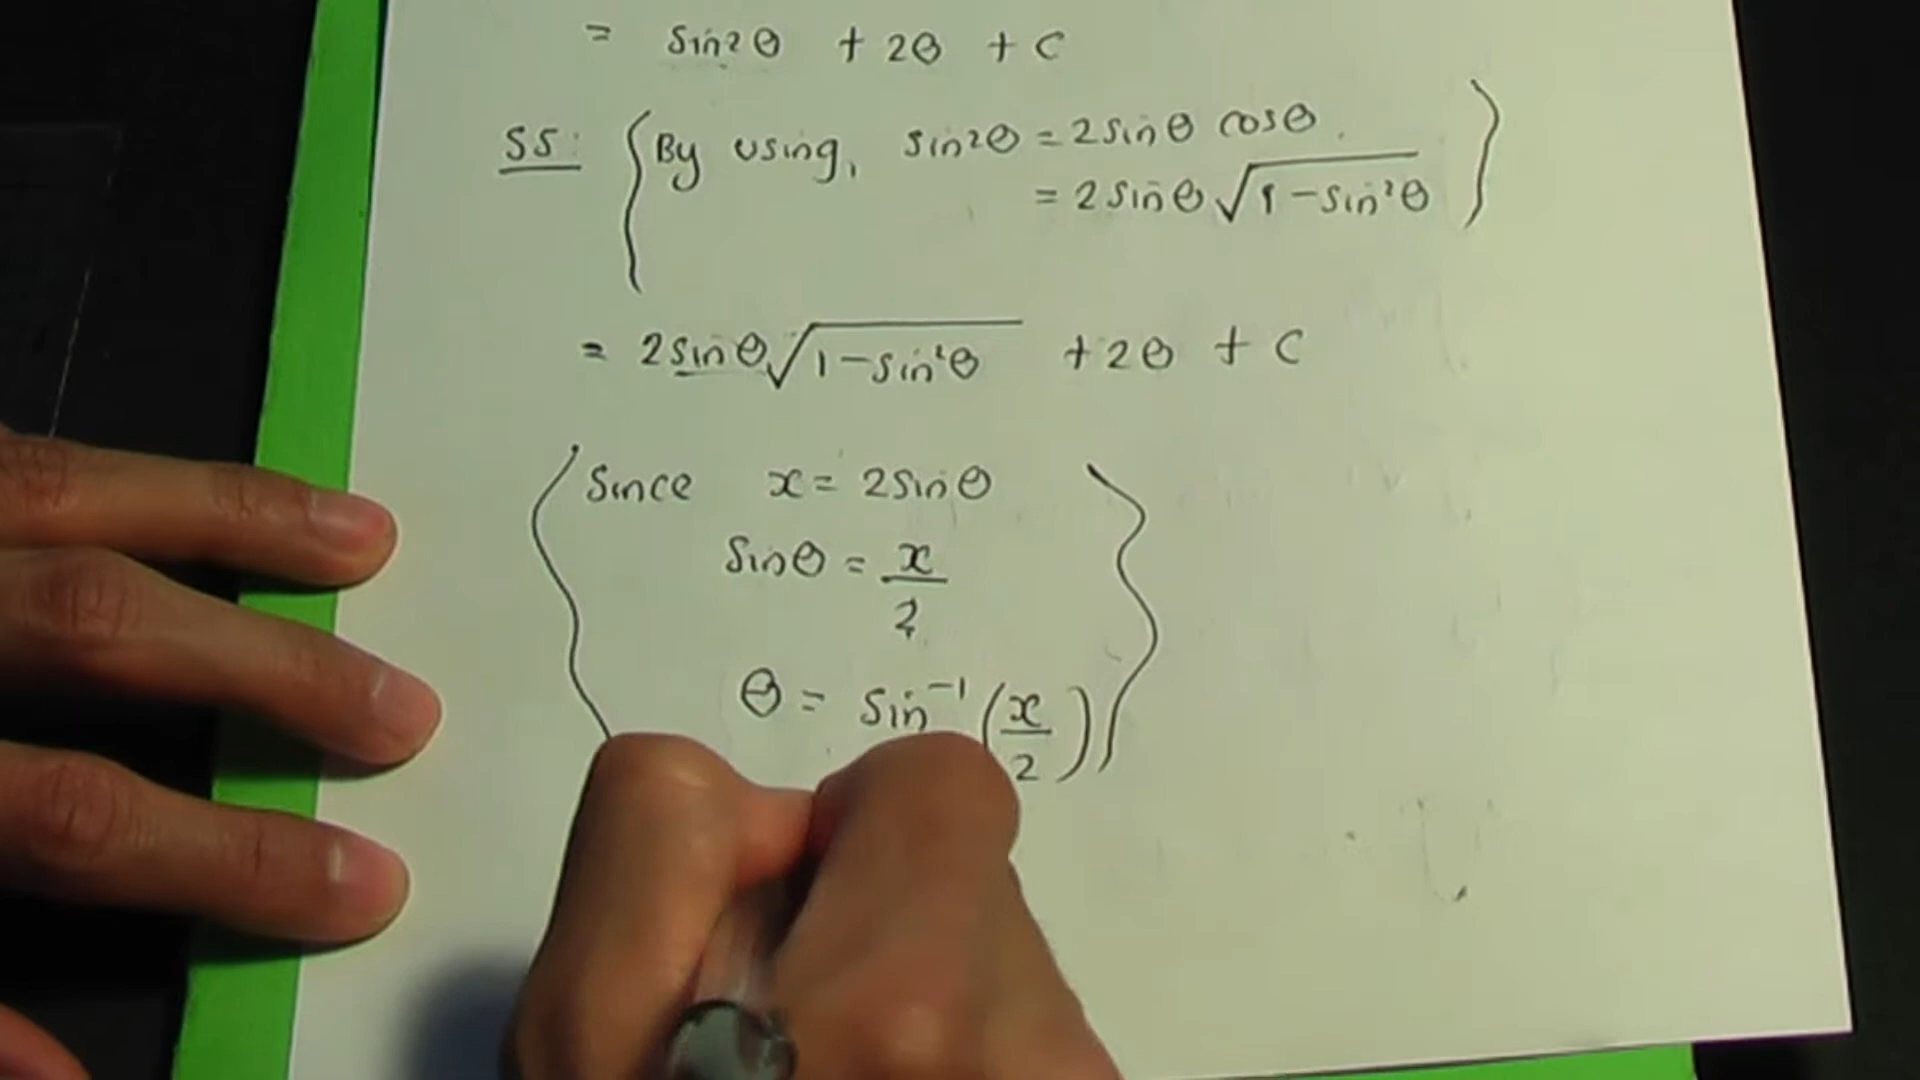 = sin2θ + 2θ + c
SS: {By using, sin2θ = 2sinθ cosθ.
= 2sinθ√(1-sin²θ)}
= 2sinθ√(1-sin²θ) + 2θ + c
{Since x = 2sinθ
sinθ = x/2
θ = sin⁻¹(x/2)}